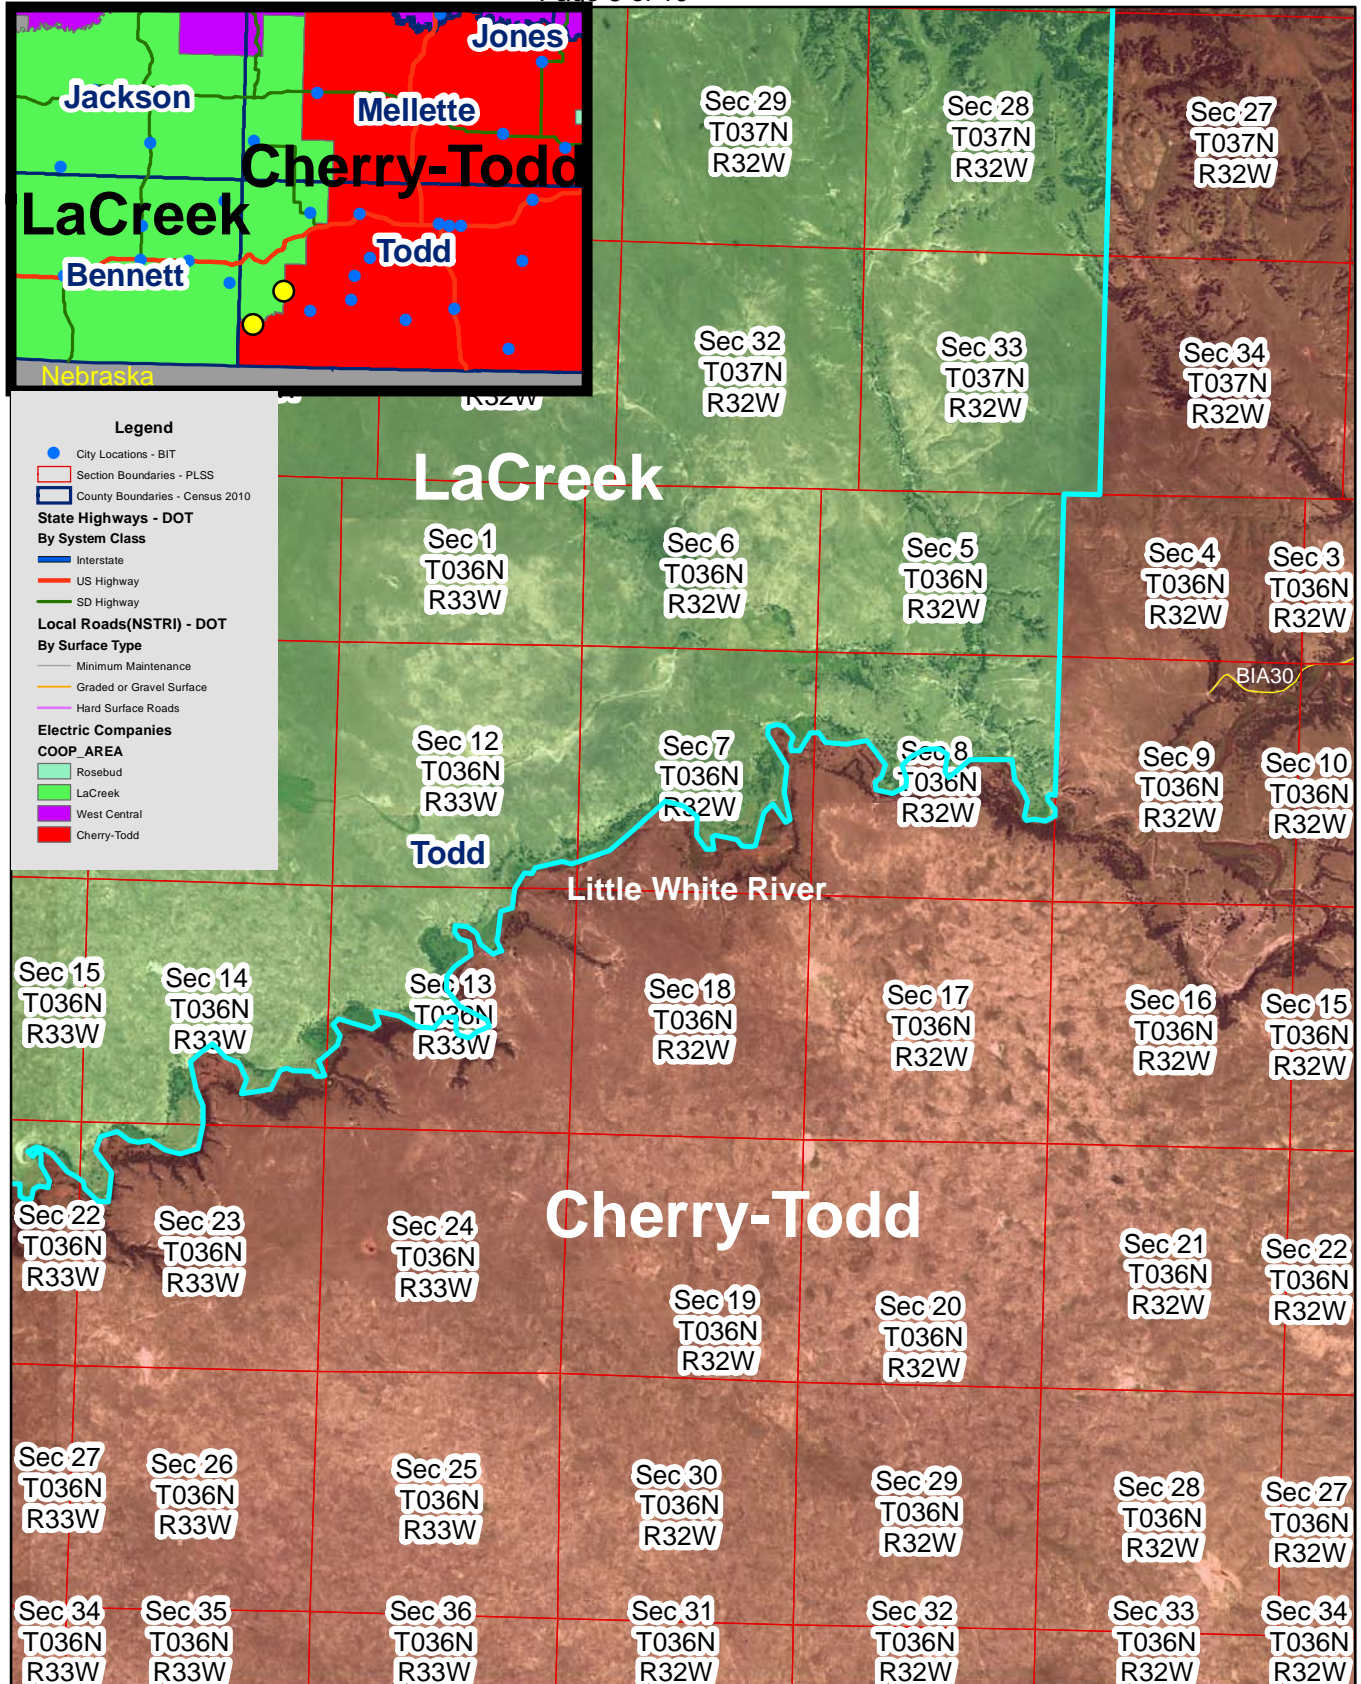 Jones
Jackson
Mellette
Cherry-Todd
LaCreek
Todd
Bennett
Nebraska
Legend
City Locations - BIT
Section Boundaries - PLSS
County Boundaries - Census 2010
State Highways - DOT
By System Class
Interstate
US Highway
SD Highway
Local Roads(NSTRI) - DOT
By Surface Type
Minimum Maintenance
Graded or Gravel Surface
Hard Surface Roads
Electric Companies
COOP_AREA
Rosebud
LaCreek
West Central
Cherry-Todd
Sec 29
T037N
R32W
Sec 28
T037N
R32W
Sec 27
T037N
R32W
Sec 32
T037N
R32W
Sec 33
T037N
R32W
Sec 34
T037N
R32W
R32W
LaCreek
Sec 1
T036N
R33W
Sec 6
T036N
R32W
Sec 5
T036N
R32W
Sec 4
T036N
R32W
Sec 3
T036N
R32W
BIA30
Sec 12
T036N
R33W
Sec 7
T036N
R32W
Sec 8
T036N
R32W
Sec 9
T036N
R32W
Sec 10
T036N
R32W
Todd
Little White River
Sec 15
T036N
R33W
Sec 14
T036N
R33W
Sec 13
T036N
R33W
Sec 18
T036N
R32W
Sec 17
T036N
R32W
Sec 16
T036N
R32W
Sec 15
T036N
R32W
Cherry-Todd
Sec 22
T036N
R33W
Sec 23
T036N
R33W
Sec 24
T036N
R33W
Sec 19
T036N
R32W
Sec 20
T036N
R32W
Sec 21
T036N
R32W
Sec 22
T036N
R32W
Sec 27
T036N
R33W
Sec 26
T036N
R33W
Sec 25
T036N
R33W
Sec 30
T036N
R32W
Sec 29
T036N
R32W
Sec 28
T036N
R32W
Sec 27
T036N
R32W
Sec 34
T036N
R33W
Sec 35
T036N
R33W
Sec 36
T036N
R33W
Sec 31
T036N
R32W
Sec 32
T036N
R32W
Sec 33
T036N
R32W
Sec 34
T036N
R32W